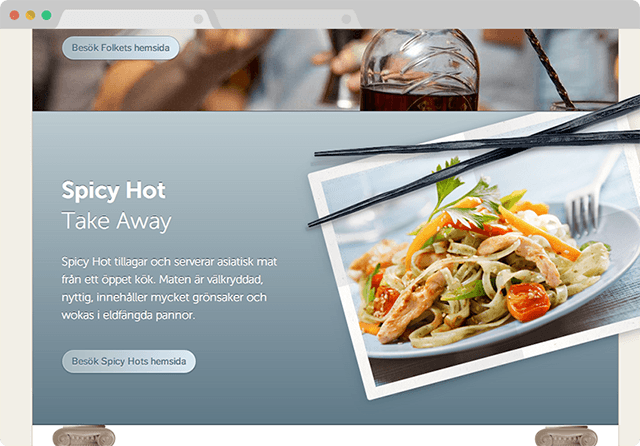 Besök Folkets hemsida
Spicy Hot
Take Away
Spicy Hot tillagar och serverar asiatisk mat
från ett öppet kök. Maten är välkryddad,
nyttig, innehåller mycket grönsaker och
wokas i eldfängda pannor.
Besök Spicy Hots hemsida